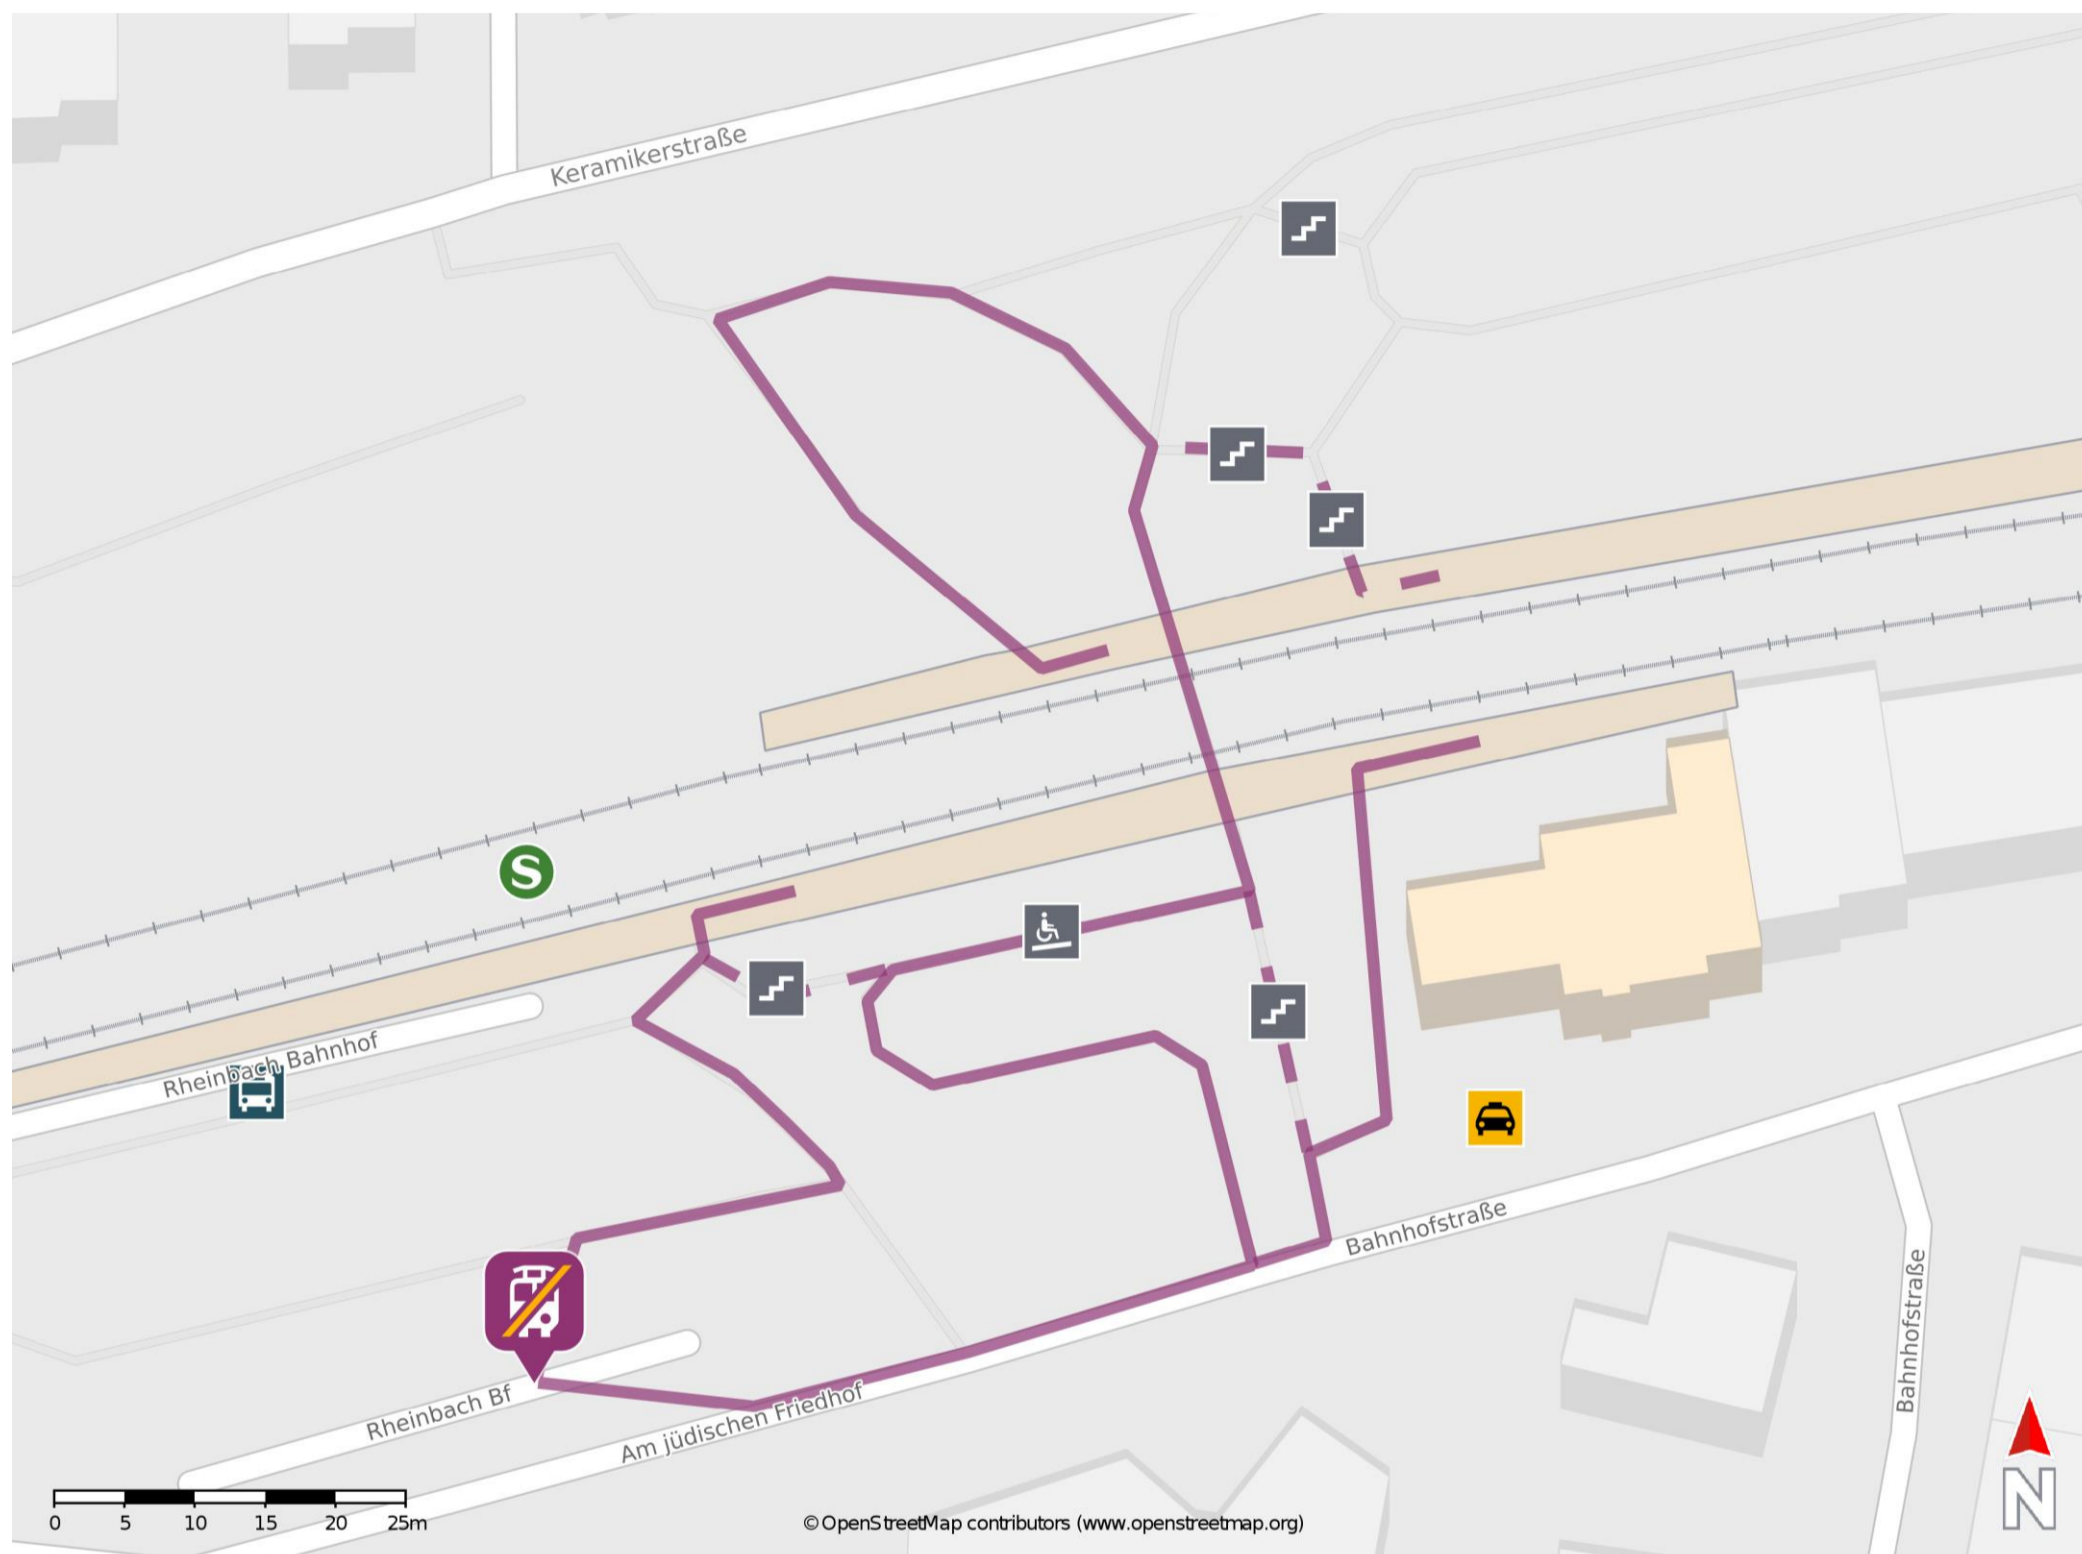 Keramikerstraße
S
Rheinbach Bahnhof
Bahnhofstraße
Bahnhofstraße
Rheinbach Bf
Am jüdischen Friedhof
0 5 10 15 20 25m
© OpenStreetMap contributors (www.openstreetmap.org)
N